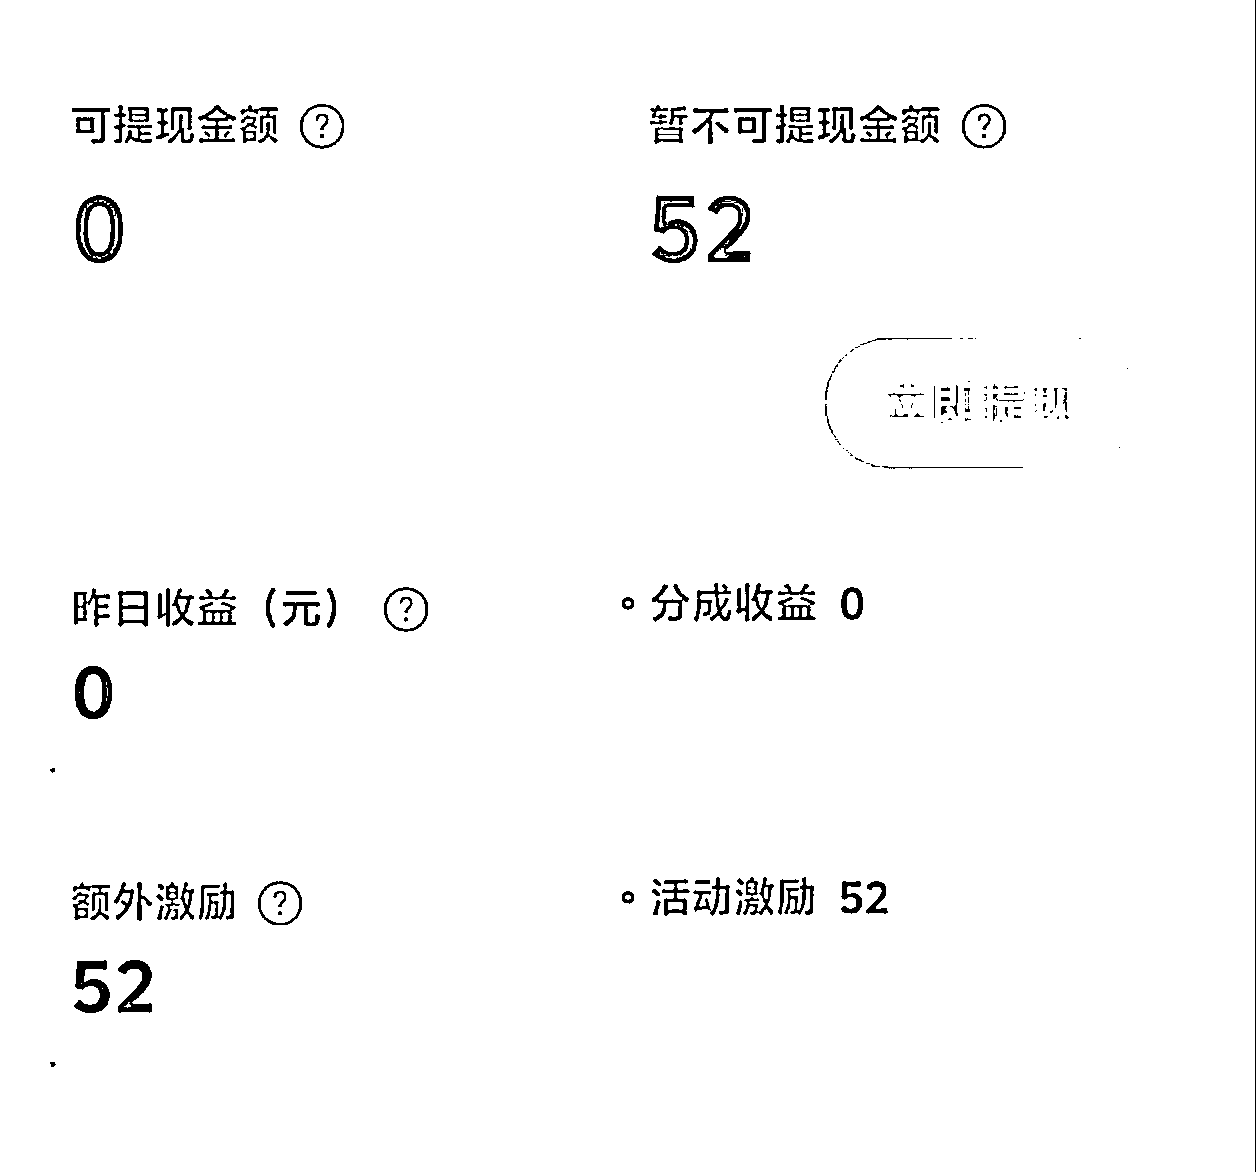 可提现金额 ?
暂不可提现金额 ?
0
52
立即提现
昨日收益（元） ?
分成收益 0
0
额外激励 ?
活动激励 52
52